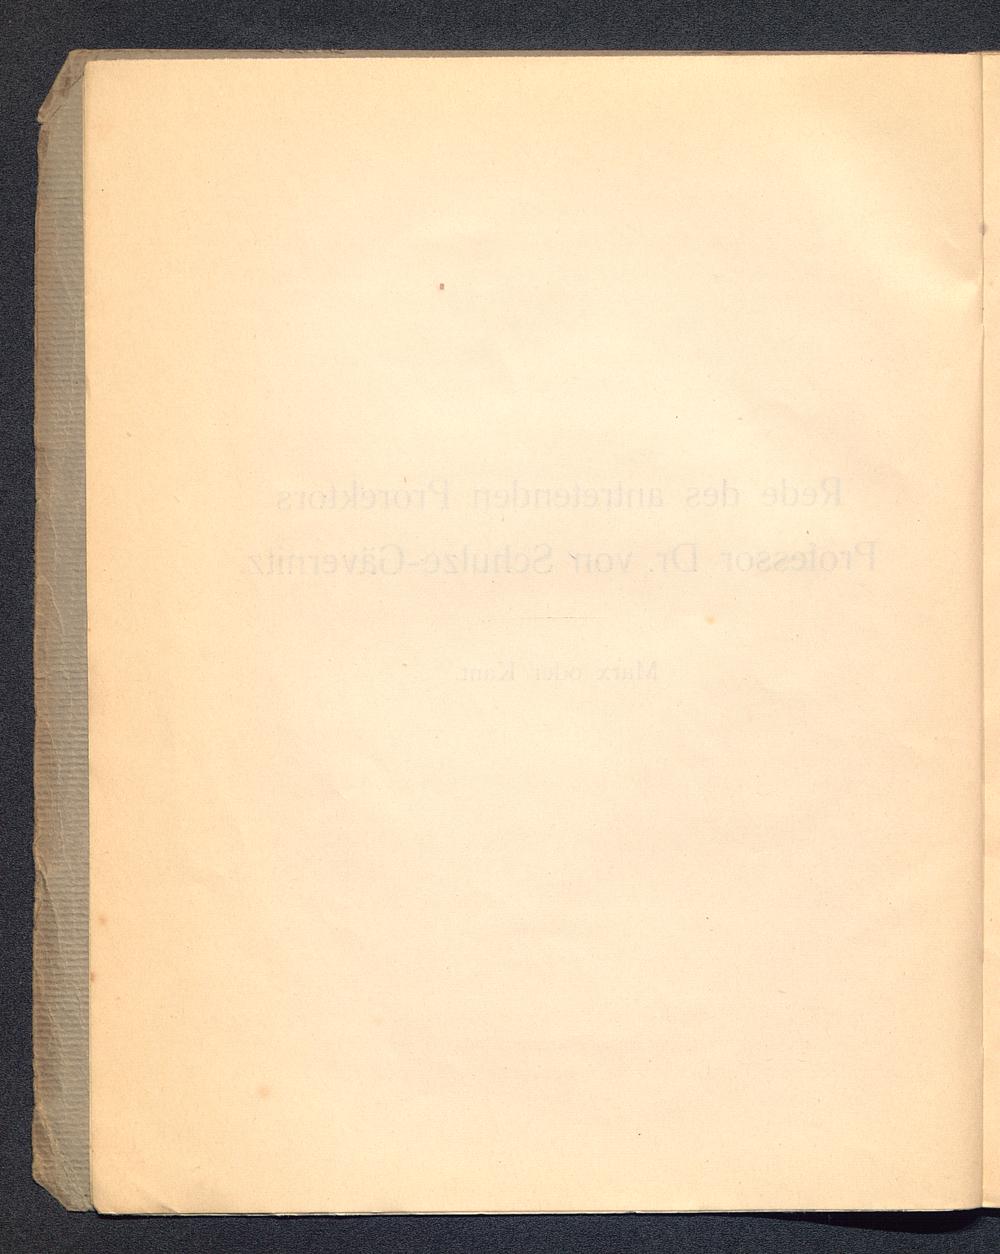 Rede des antretenden Prorektors
Professor Dr. von Schulze-Gävernitz.
Marx oder Kant.